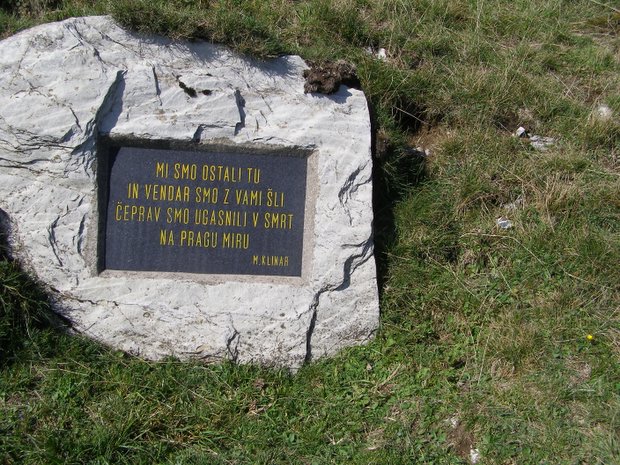 MI SMO OSTALI TU
IN VENDAR SMO Z VAMI ŠLI
ČEPRAV SMO UGASNILI V SMRT
NA PRAGU MIRU
M. KLINAR